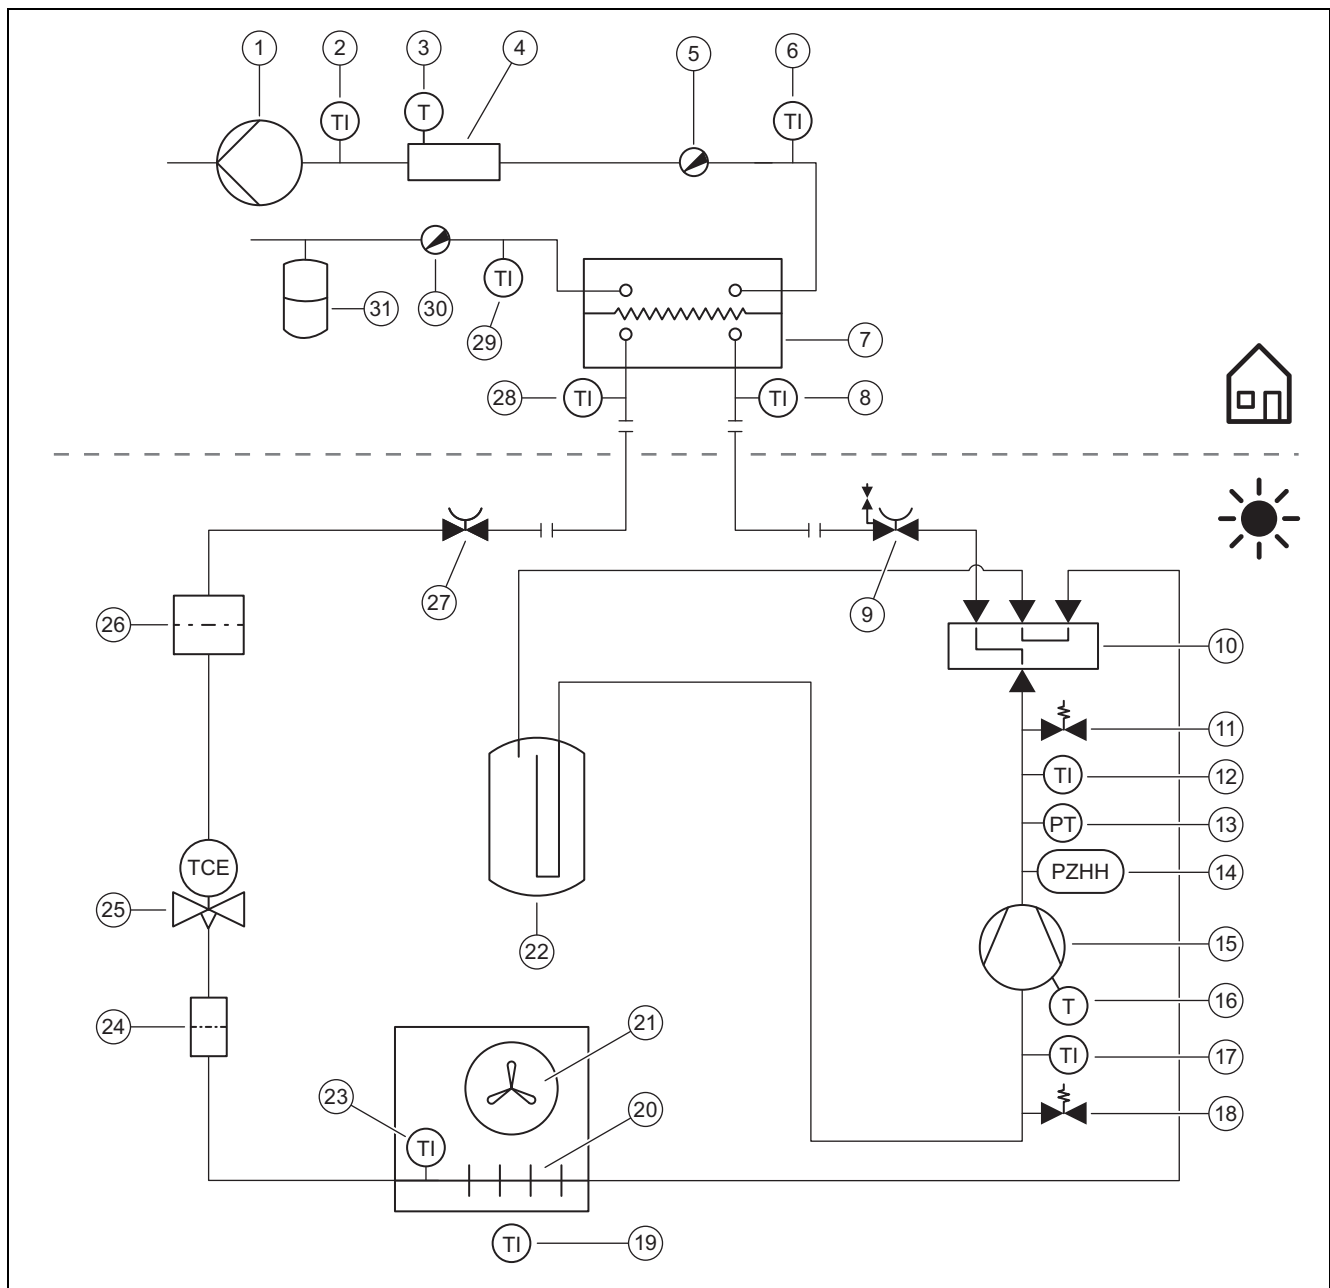 1 2 3 4 5 6
TI T TI
TI
31 30 29 7
28 TI TI 8
27 9
26 10
11
TI 12
PT 13
TCE PZHH 14
25
22 15
T 16
24 21
TI 17
23 20 18
TI
TI 19